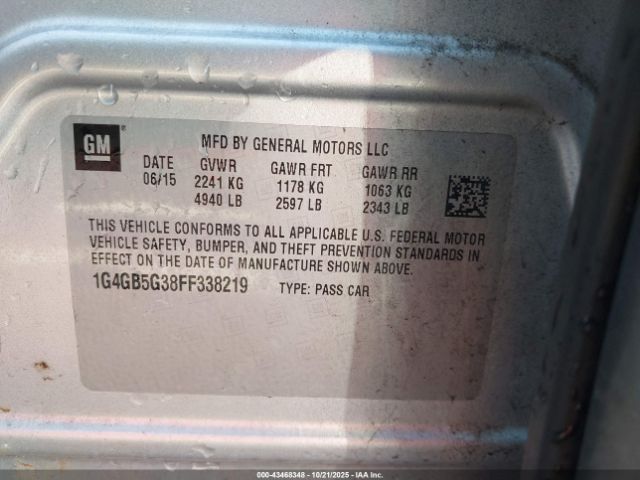 GM
MFD BY GENERAL MOTORS LLC
DATE GVWR GAWR FRT GAWR RR
06/15 2241 KG 1178 KG 1063 KG
4940 LB 2597 LB 2343 LB
THIS VEHICLE CONFORMS TO ALL APPLICABLE U.S. FEDERAL MOTOR
VEHICLE SAFETY, BUMPER, AND THEFT PREVENTION STANDARDS IN
EFFECT ON THE DATE OF MANUFACTURE SHOWN ABOVE.
1G4GB5G38FF338219 TYPE: PASS CAR
000-43468348 - 10/21/2025 - IAA Inc.